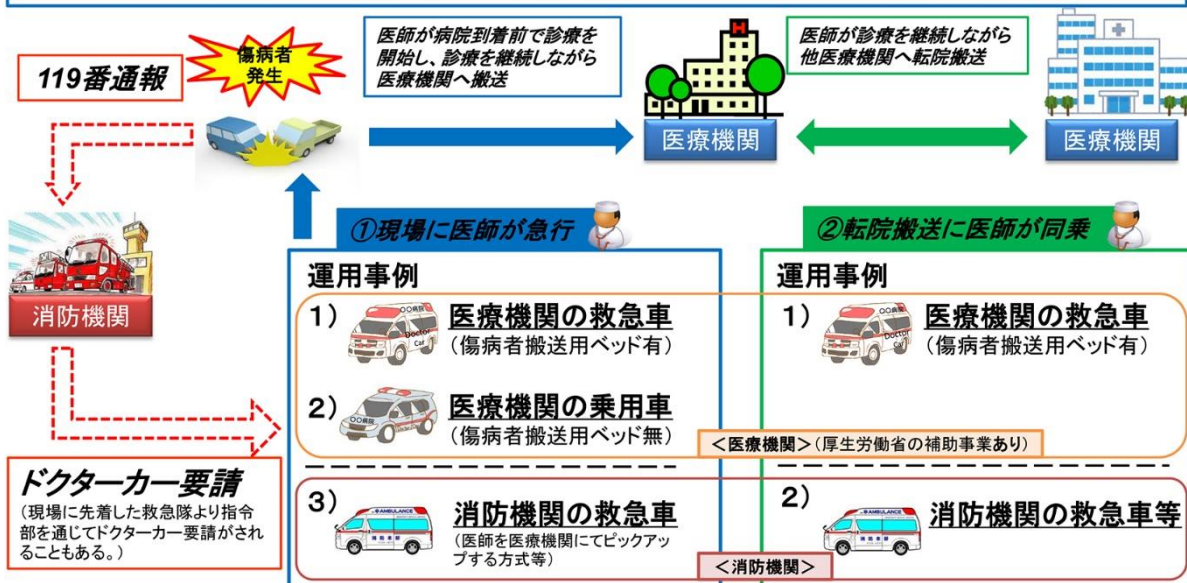 119番通報
傷病者
発生
医師が病院到着前で診療を
開始し、診療を継続しながら
医療機関へ搬送
医師が診療を継続しながら
他医療機関へ転院搬送
H
医療機関
医療機関
消防機関
ドクターカー要請
(現場に先着した救急隊より指令
部を通じてドクターカー要請がされ
ることもある。)
①現場に医師が急行
運用事例
1)
○○病院
Doctor
Car
医療機関の救急車
(傷病者搬送用ベッド有)
2)
○○病院
医療機関の乗用車
(傷病者搬送用ベッド無)
3)
AMBULANCE
消防機関の救急車
(医師を医療機関にてピックアッ
プする方式等)
②転院搬送に医師が同乗
運用事例
1)
○○病院
Doctor
Car
医療機関の救急車
(傷病者搬送用ベッド有)
<医療機関>(厚生労働省の補助事業あり)
2)
AMBULANCE
消防機関の救急車等
<消防機関>